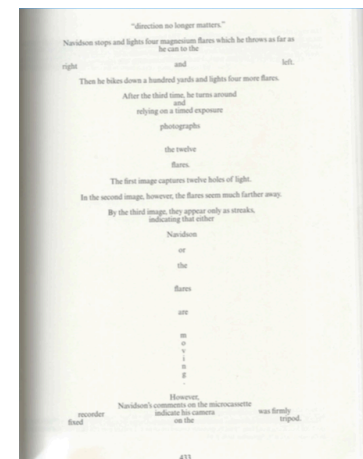 “direction no longer matters.”
Navidson stops and lights four magnesium flares which he throws as far as
he can to the
right and left.
Then he bikes down a hundred yards and lights four more flares.
After the third time, he turns around
and
relying on a timed exposure
photographs
the twelve
flares.
The first image captures twelve holes of light.
In the second image, however, the flares seem much farther away.
By the third image, they appear only as streaks,
indicating that either
Navidson
or
the
flares
are
m
o
v
i
n
g
.
However,
Navidson's comments on the microcassette
recorder indicate his camera was firmly
fixed on the tripod.
433